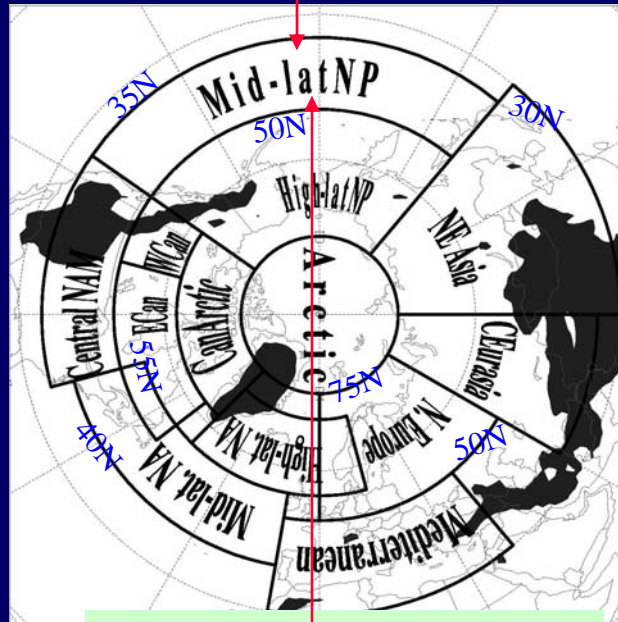 Mid-latNP
35N
30N
50N
High-latNP
NE Asia
WCan
CanArctic
Central NAM
ECan
55N
Arctic
CEurasia
75N
N. Europe
50N
High-lat. NA
40N
Mid-lat. NA
Mediterranean